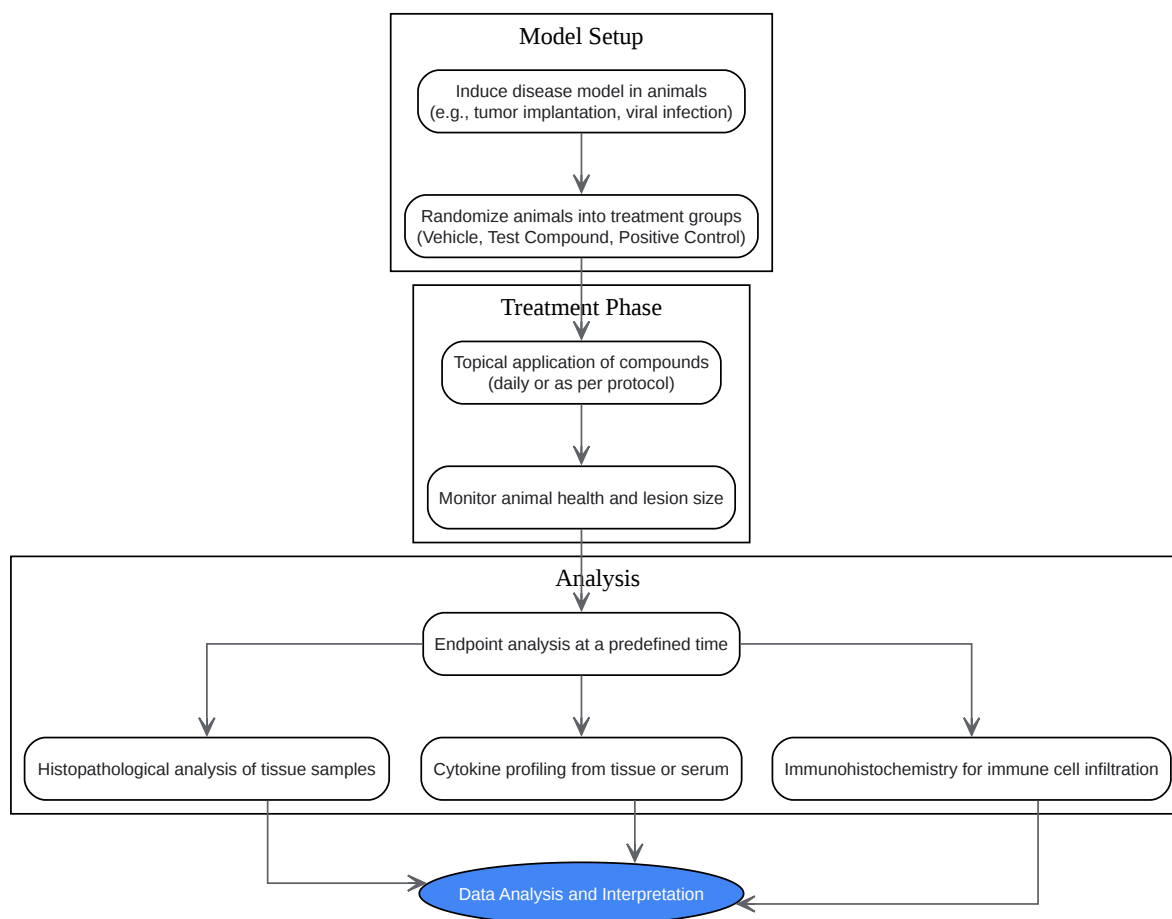 Model Setup
Induce disease model in animals
(e.g., tumor implantation, viral infection)
Randomize animals into treatment groups
(Vehicle, Test Compound, Positive Control)
Treatment Phase
Topical application of compounds
(daily or as per protocol)
Monitor animal health and lesion size
Analysis
Endpoint analysis at a predefined time
Histopathological analysis of tissue samples
Cytokine profiling from tissue or serum
Immunohistochemistry for immune cell infiltration
Data Analysis and Interpretation